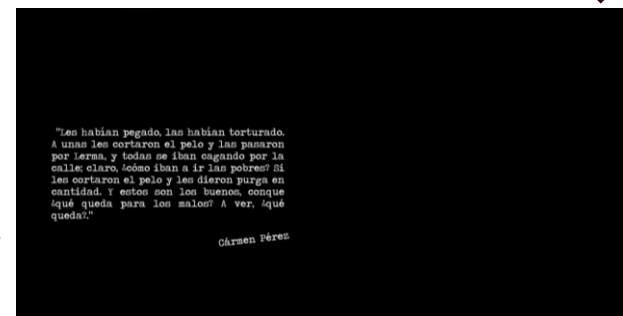 "Les habían pegado, las habían torturado.
A unas les cortaron el pelo y las pasaron
por Lerma, y todas se iban cagando por la
calle; claro, ¿cómo iban a ir las pobres? Si
les cortaron el pelo y les dieron purga en
cantidad. Y estos son los buenos, conque
¿qué queda para los malos? A ver, ¿qué
queda?."
Cármen Pérez